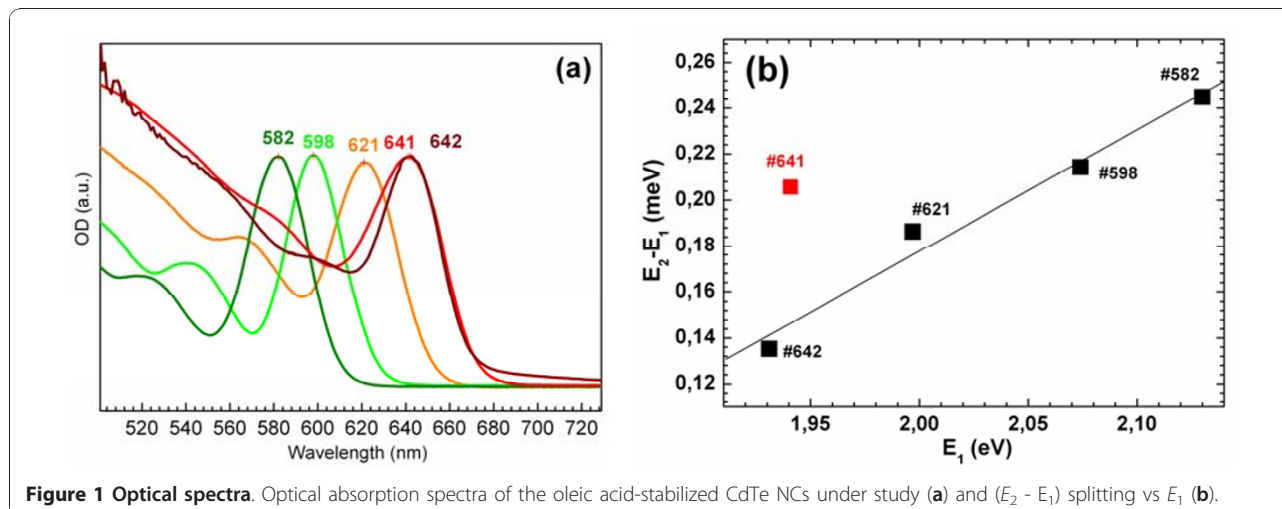 (a)
582 598 621 641 642
OD (a.u.)
520 540 560 580 600 620 640 660 680 700 720
Wavelength (nm)
(b)
0,26
0,24
0,22
0,20
0,18
0,16
0,14
0,12
E2-E1 (meV)
#582
#598
#641
#621
#642
1,95 2,00 2,05 2,10
E1 (eV)
Figure 1 Optical spectra. Optical absorption spectra of the oleic acid-stabilized CdTe NCs under study (a) and (E2 - E1) splitting vs E1 (b).